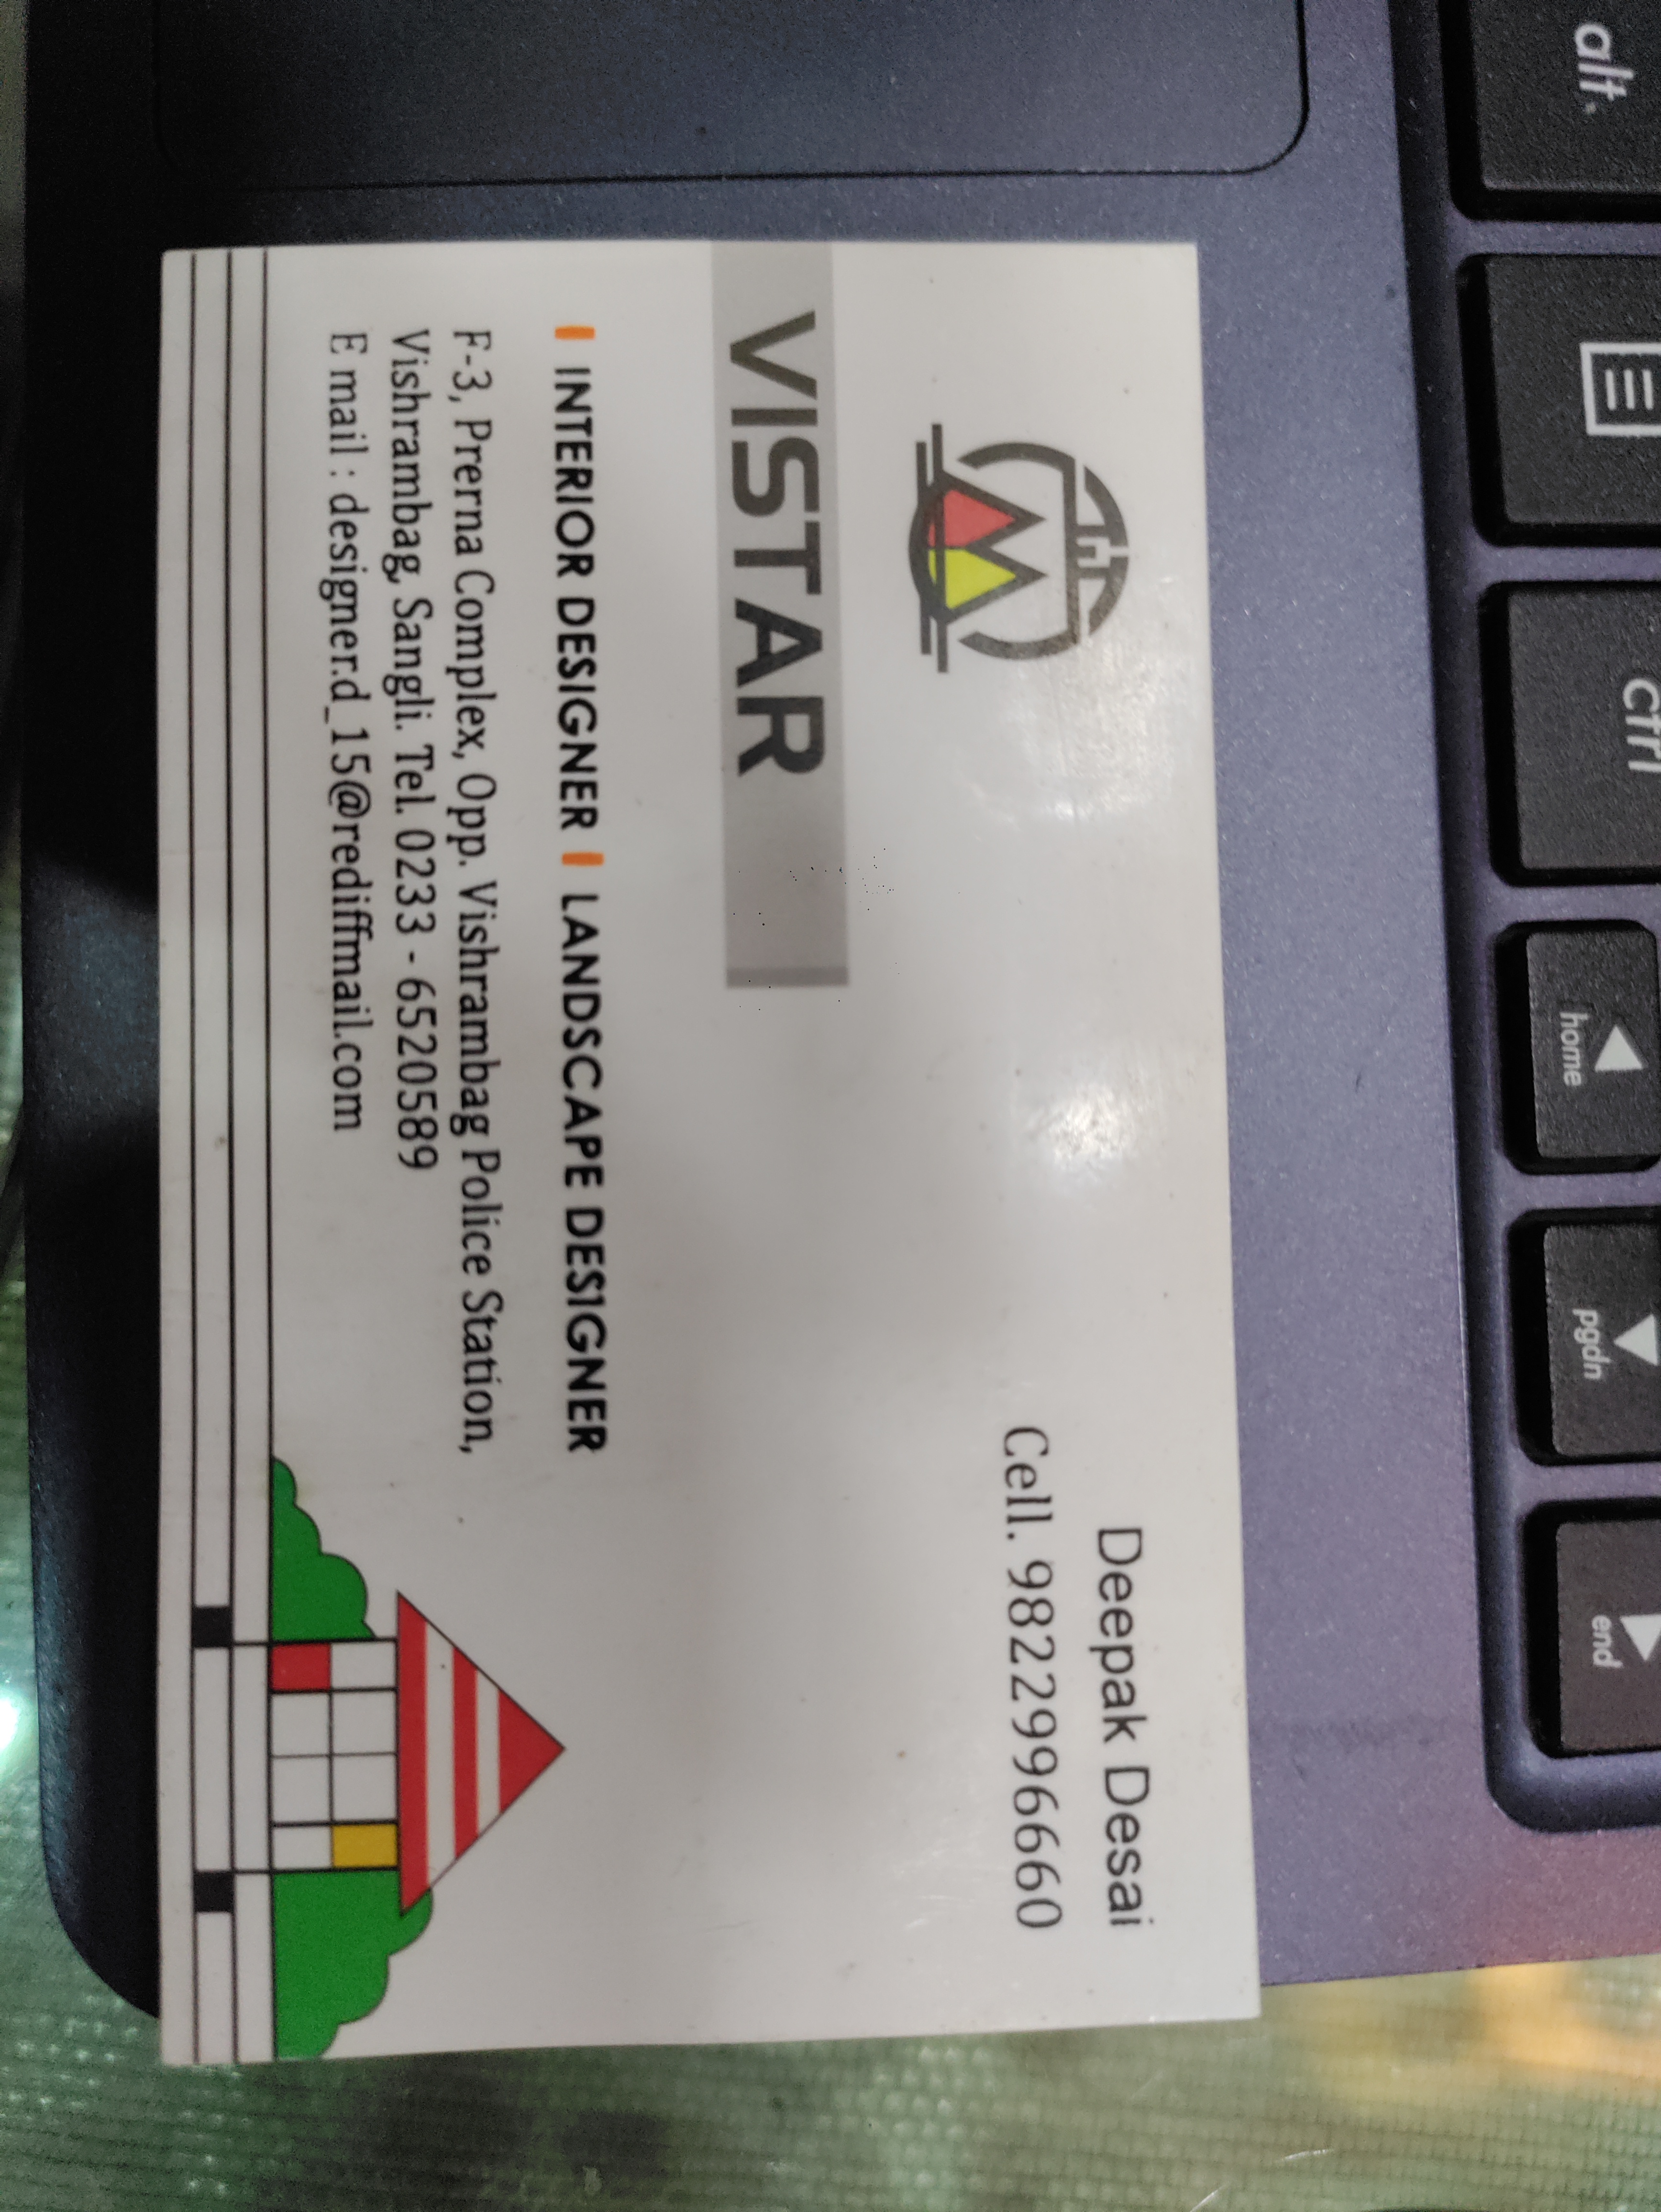 Deepak Desai
Cell. 9822996660
VISTAR
INTERIOR DESIGNER LANDSCAPE DESIGNER
F-3, Prerna Complex, Opp. Vishrambag Police Station,
Vishrambag, Sangli. Tel. 0233 - 6520589
E mail : designer.d_15@rediffmail.com
alt.
ctrl
home
pgdn
end